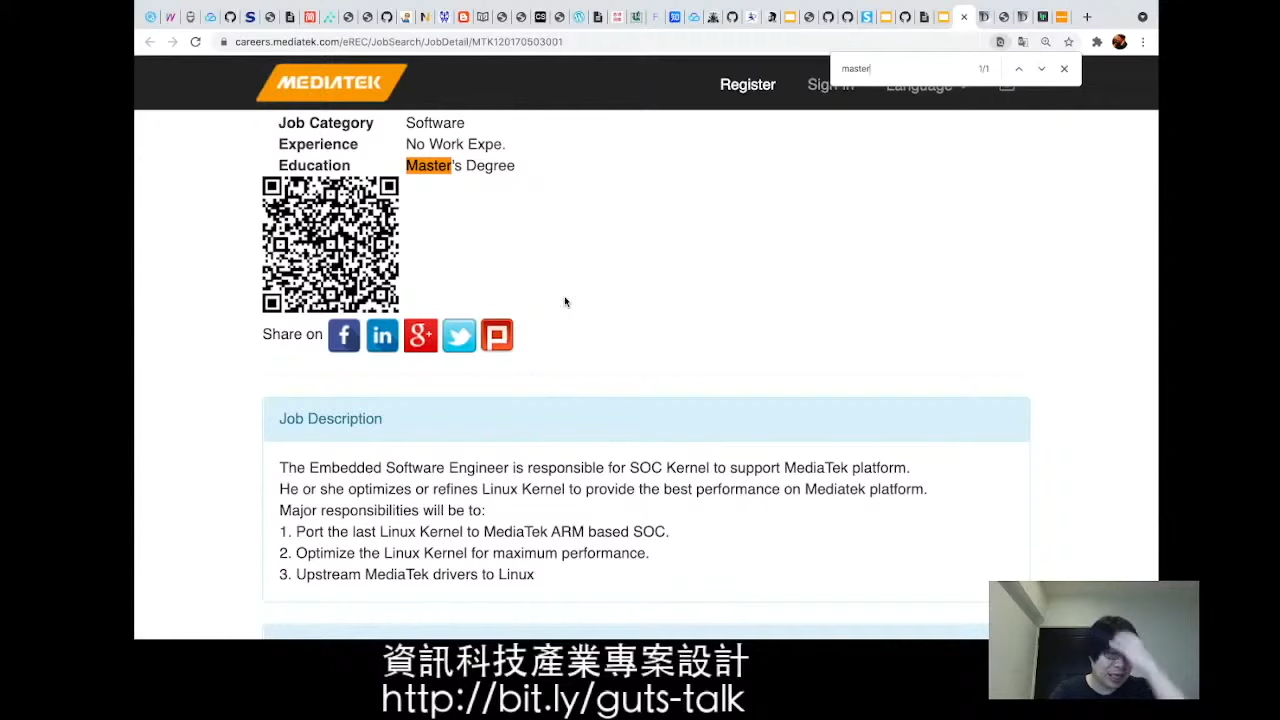 careers.mediatek.com/eREC/JobSearch/JobDetail/MTK120170503001
master 1/1
MEDIATEK
Register
Job Category Software
Experience No Work Expe.
Education Master's Degree
Share on
Job Description
The Embedded Software Engineer is responsible for SOC Kernel to support MediaTek platform.
He or she optimizes or refines Linux Kernel to provide the best performance on Mediatek platform.
Major responsibilities will be to:
1. Port the last Linux Kernel to MediaTek ARM based SOC.
2. Optimize the Linux Kernel for maximum performance.
3. Upstream MediaTek drivers to Linux
資訊科技產業專案設計
http://bit.ly/guts-talk